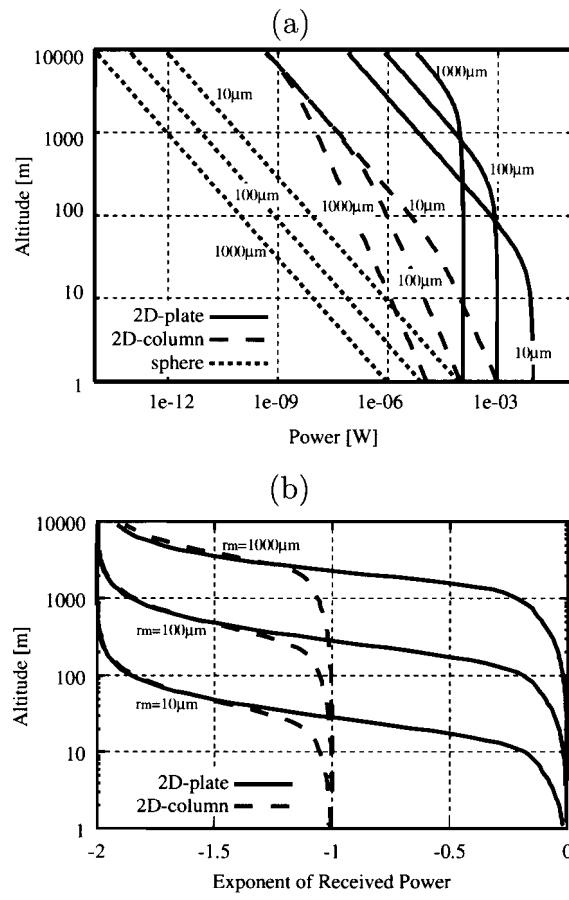 (a)
10000
1000
100
10
1
Altitude [m]
10μm
100μm
1000μm
1000μm
10μm
100μm
1000μm
100μm
10μm
2D-plate
2D-column
sphere
1e-12
1e-09
1e-06
1e-03
Power [W]
(b)
10000
1000
100
10
1
Altitude [m]
rm=1000μm
rm=100μm
rm=10μm
2D-plate
2D-column
-2
-1.5
-1
-0.5
0
Exponent of Received Power